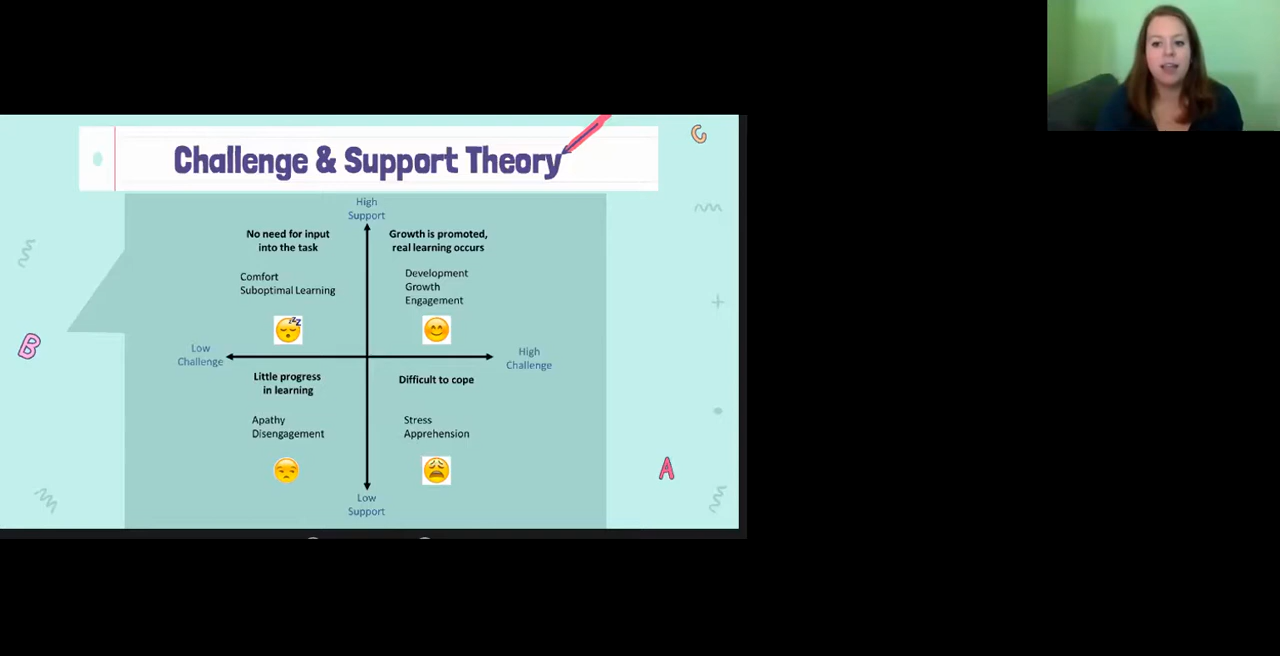 Challenge & Support Theory
C
High
Support
No need for input
into the task
Growth is promoted,
real learning occurs
Comfort
Suboptimal Learning
Development
Growth
Engagement
zzz
B
Low
Challenge
High
Challenge
Little progress
in learning
Difficult to cope
Apathy
Disengagement
Stress
Apprehension
A
Low
Support